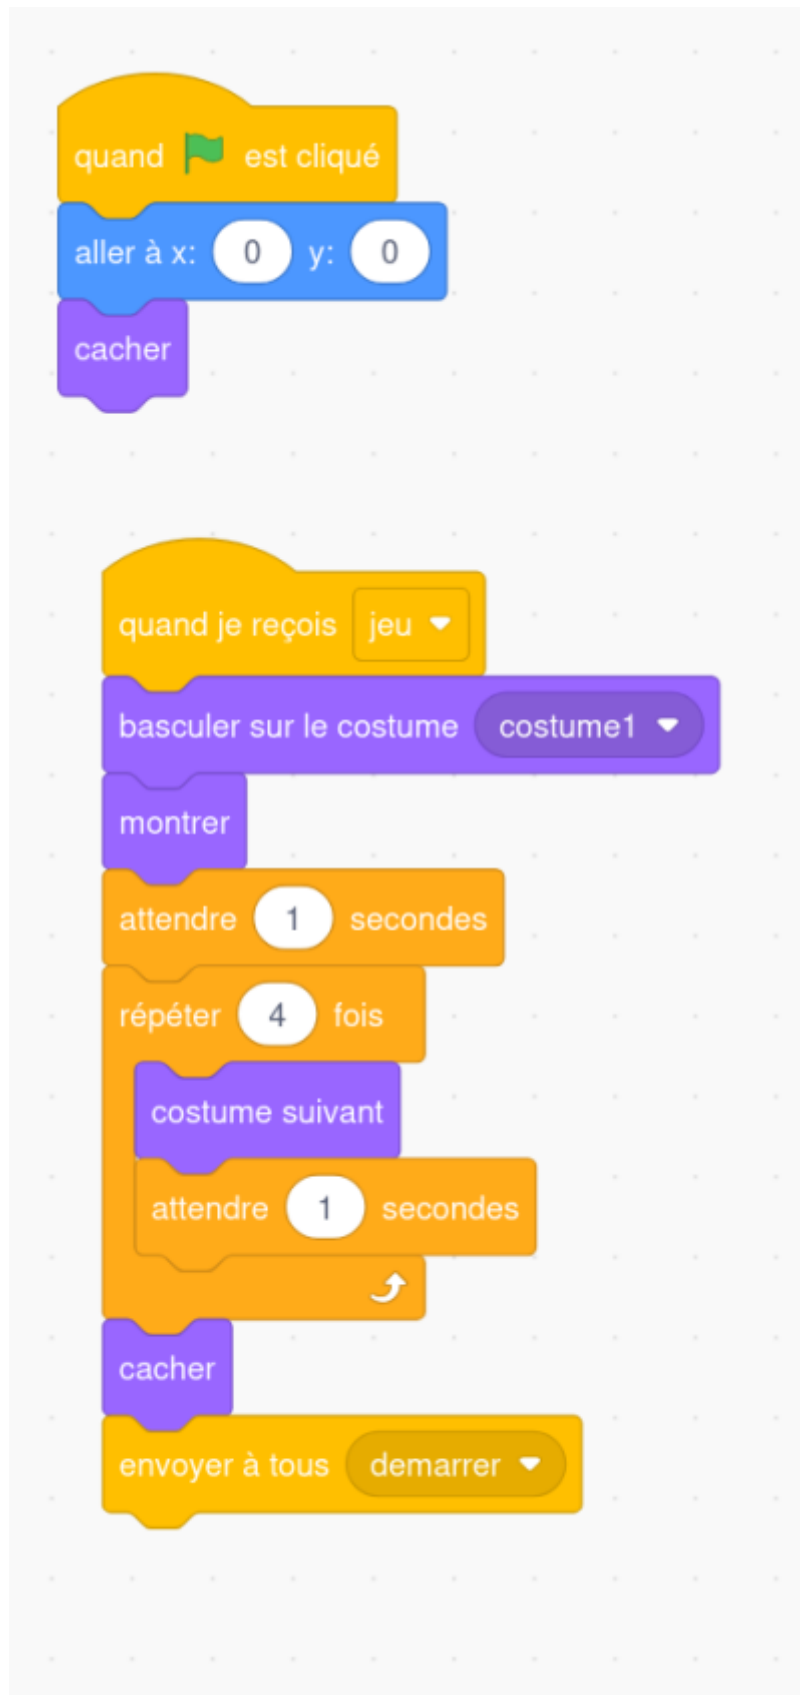 quand est cliqué
aller à x: 0 y: 0
cacher
quand je reçois jeu
basculer sur le costume costume1
montrer
attendre 1 secondes
répéter 4 fois
costume suivant
attendre 1 secondes
cacher
envoyer à tous demarrer